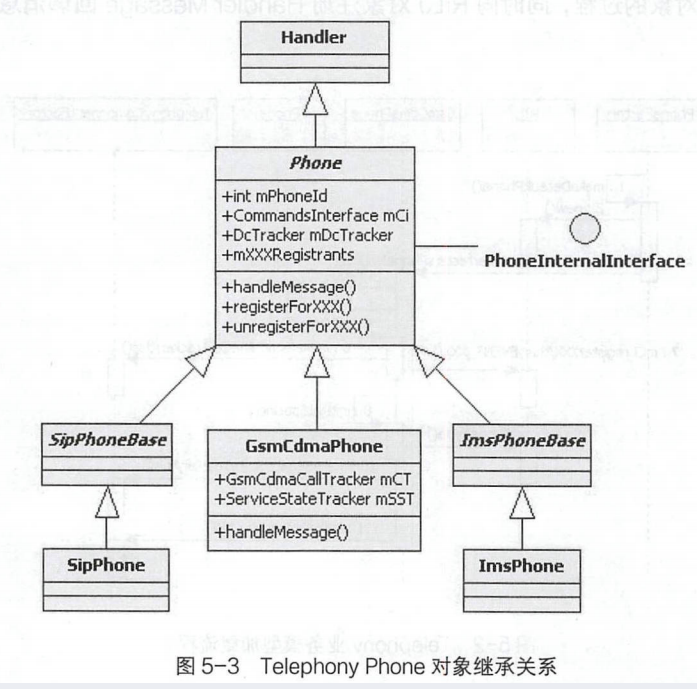 Handler
Phone
+int mPhoneId
+CommandsInterface mCi
+DcTracker mDcTracker
+mXXXRegistrants
+handleMessage()
+registerForXXX()
+unregisterForXXX()
PhoneInternalInterface
SipPhoneBase
GsmCdmaPhone
+GsmCdmaCallTracker mCT
+ServiceStateTracker mSST
+handleMessage()
ImsPhoneBase
SipPhone
ImsPhone
图 5-3 Telephony Phone 对象继承关系